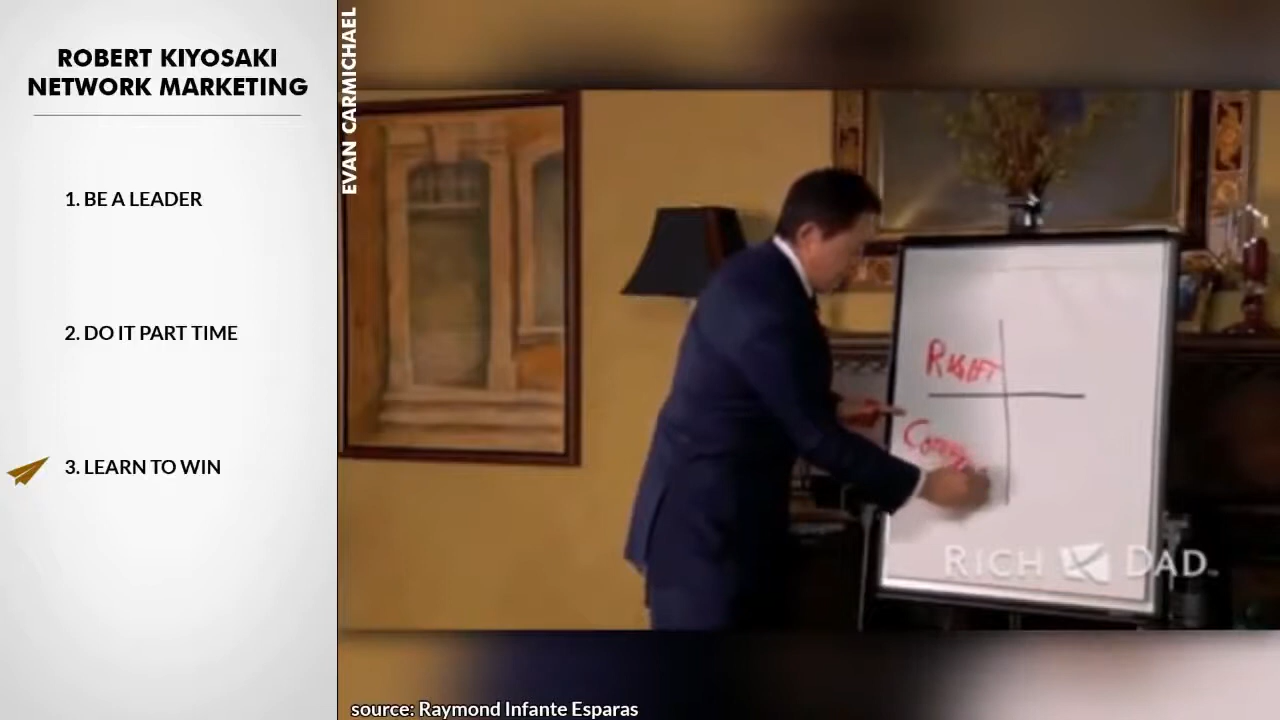 ROBERT KIYOSAKI
NETWORK MARKETING
1. BE A LEADER
2. DO IT PART TIME
3. LEARN TO WIN
EVAN CARMICHAEL
RIGHT
RICH DAD
source: Raymond Infante Esparas